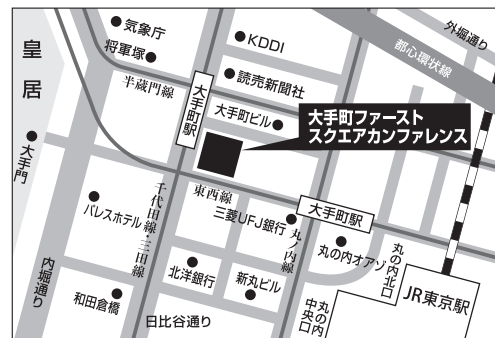 気象庁
将軍塚
KDDI
外堀通り
都心環状線
皇居
半蔵門線
読売新聞社
大手町駅
大手町ビル
大手町ファースト
スクエアカンファレンス
大手門
東西線
三菱UFJ銀行
大手町駅
パレスホテル
千代田線・三田線
丸ノ内線
丸の内オアゾ
丸の内北口
内堀通り
北洋銀行
新丸ビル
JR東京駅
和田倉橋
日比谷通り
丸の内
中央口